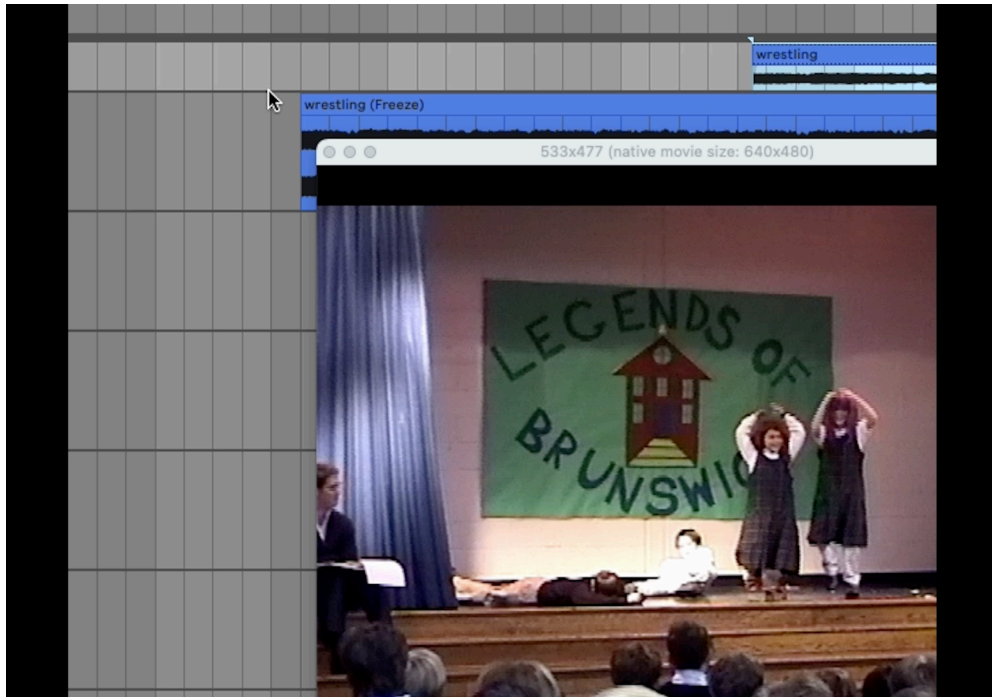 wrestling
wrestling (Freeze)
533x477 (native movie size: 640x480)
LEGENDS OF
BRUNSWIC